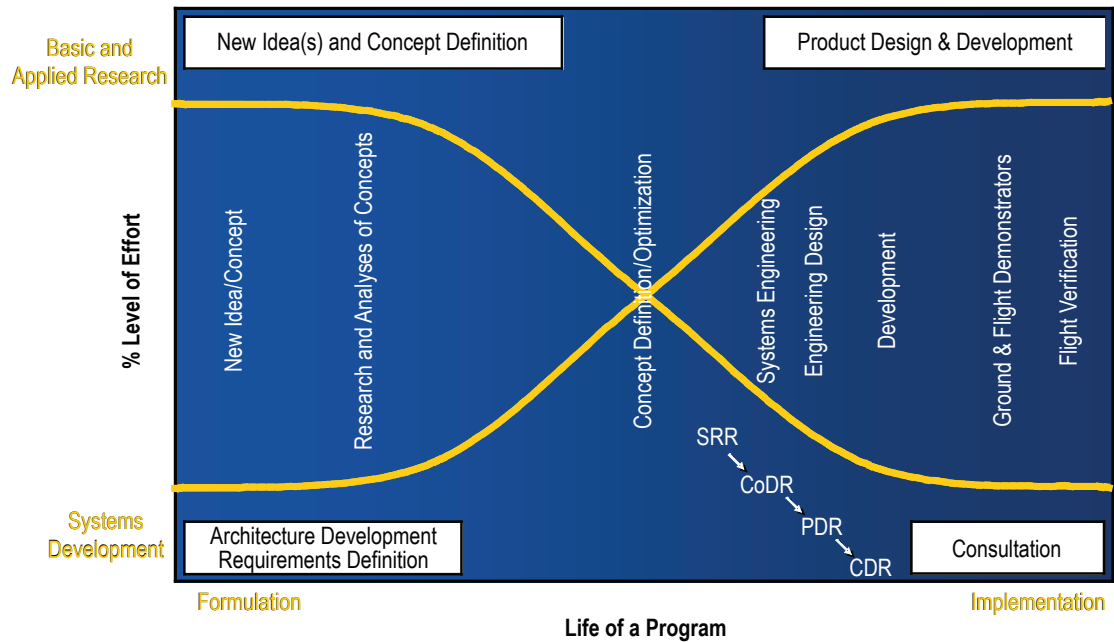 Basic and
Applied Research
New Idea(s) and Concept Definition
Product Design & Development
% Level of Effort
New Idea/Concept
Research and Analyses of Concepts
Concept Definition/Optimization
Systems Engineering
Engineering Design
Development
Ground & Flight Demonstrators
Flight Verification
SRR
CoDR
PDR
CDR
Systems
Development
Architecture Development
Requirements Definition
Consultation
Formulation
Implementation
Life of a Program